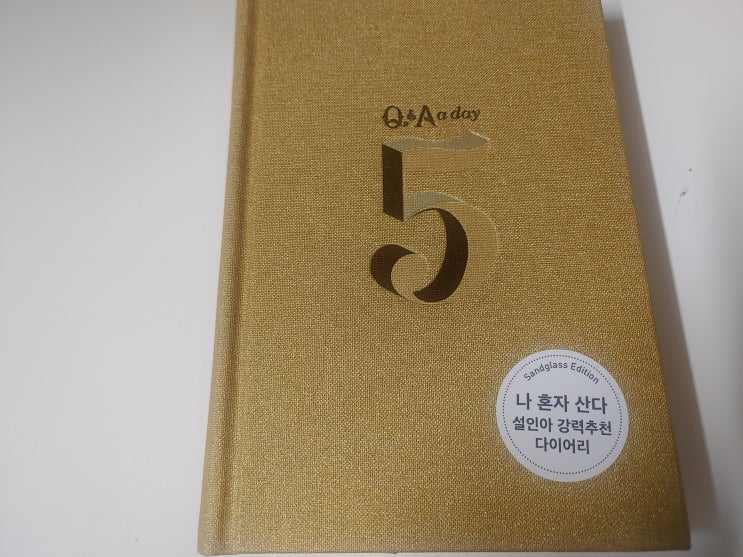 Q&A a day
5
Sandglass Edition
나 혼자 산다
설인아 강력추천
다이어리